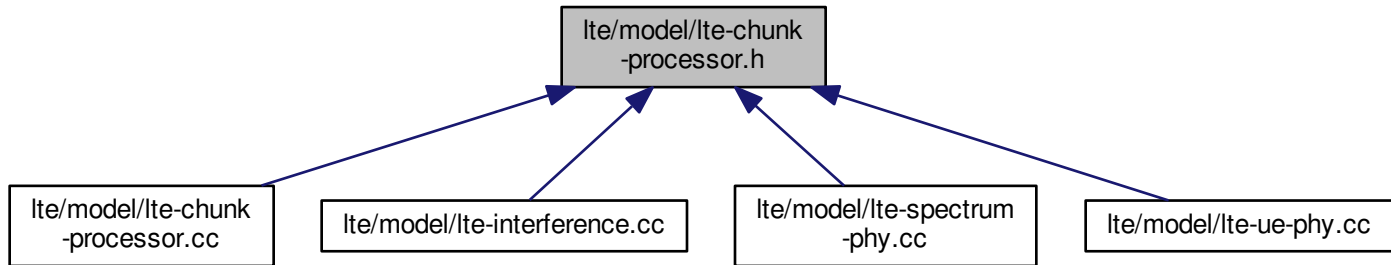 lte/model/lte-chunk
-processor.h
lte/model/lte-chunk
-processor.cc
lte/model/lte-interference.cc
lte/model/lte-spectrum
-phy.cc
lte/model/lte-ue-phy.cc